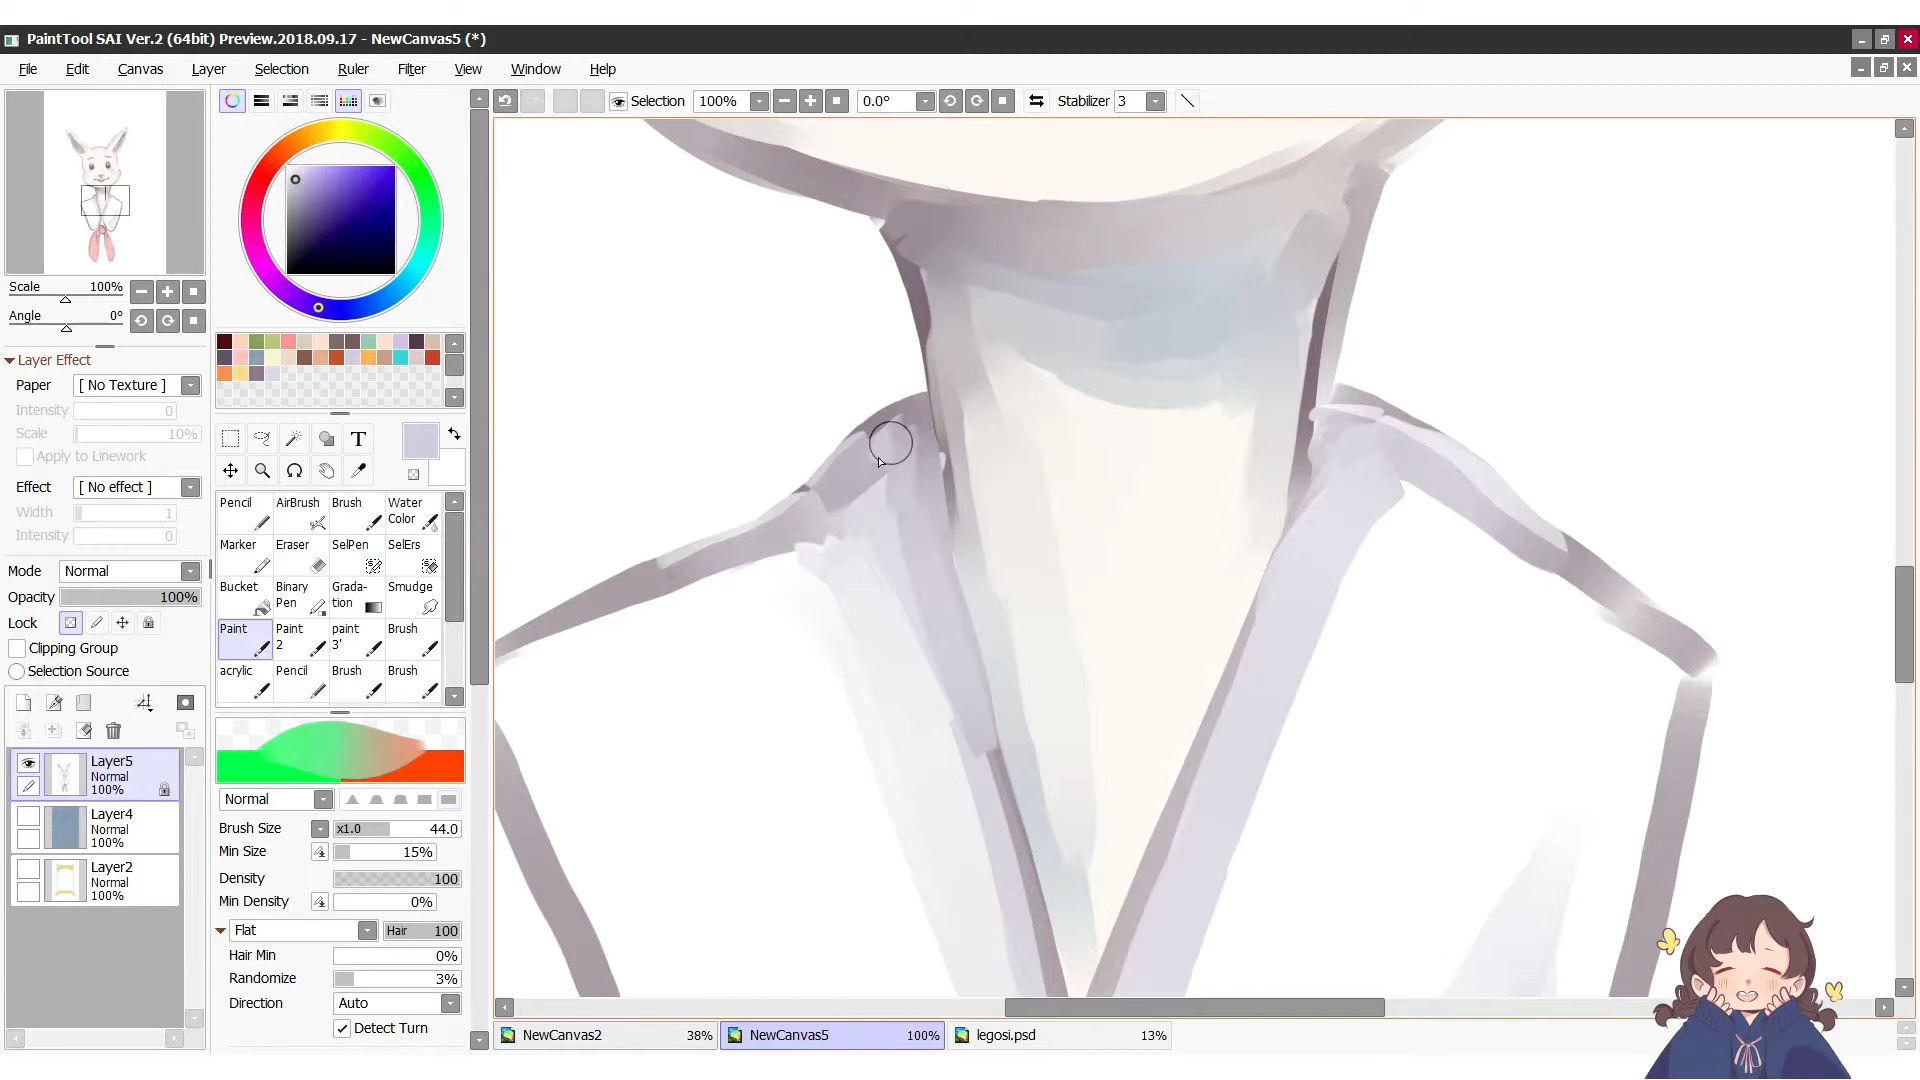 PaintTool SAI Ver.2 (64bit) Preview.2018.09.17 - NewCanvas5 (*)
File Edit Canvas Layer Selection Ruler Filter View Window Help
Selection 100% 0.0° Stabilizer 3
Scale 100%
Angle 0°
Layer Effect
Paper [ No Texture ]
Intensity 0
Scale 10%
Apply to Linework
Effect [ No effect ]
Width 1
Intensity 0
Mode Normal
Opacity 100%
Lock
Clipping Group
Selection Source
Layer5
Normal
100%
Layer4
Normal
100%
Layer2
Normal
100%
T
Pencil AirBrush Brush Water Color
Marker Eraser SelPen SelErs
Bucket Binary Pen Grada-tion Smudge
Paint Paint 2 paint 3' Brush
acrylic Pencil Brush Brush
Normal
Brush Size x1.0 44.0
Min Size 15%
Density 100
Min Density 0%
Flat Hair 100
Hair Min 0%
Randomize 3%
Direction Auto
Detect Turn
NewCanvas2 38% NewCanvas5 100% legosi.psd 13%